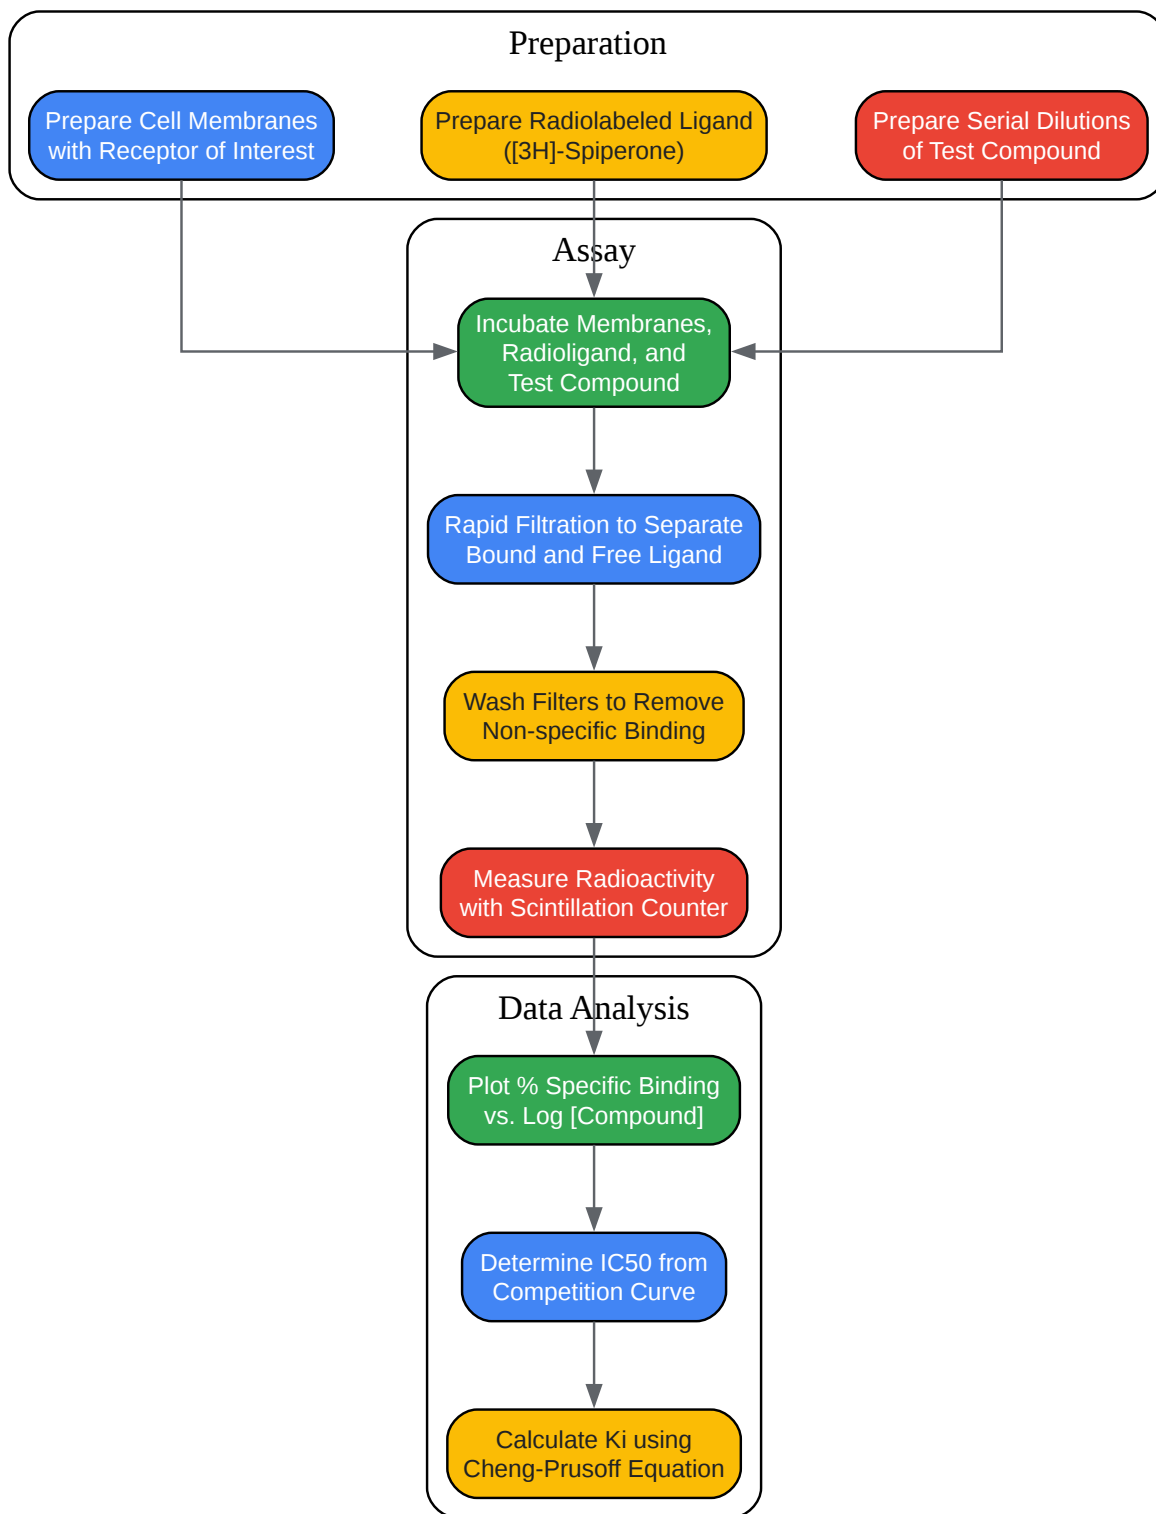 Preparation
Prepare Cell Membranes
with Receptor of Interest
Prepare Radiolabeled Ligand
([3H]-Spiperone)
Prepare Serial Dilutions
of Test Compound
Assay
Incubate Membranes,
Radioligand, and
Test Compound
Rapid Filtration to Separate
Bound and Free Ligand
Wash Filters to Remove
Non-specific Binding
Measure Radioactivity
with Scintillation Counter
Data Analysis
Plot % Specific Binding
vs. Log [Compound]
Determine IC50 from
Competition Curve
Calculate Ki using
Cheng-Prusoff Equation